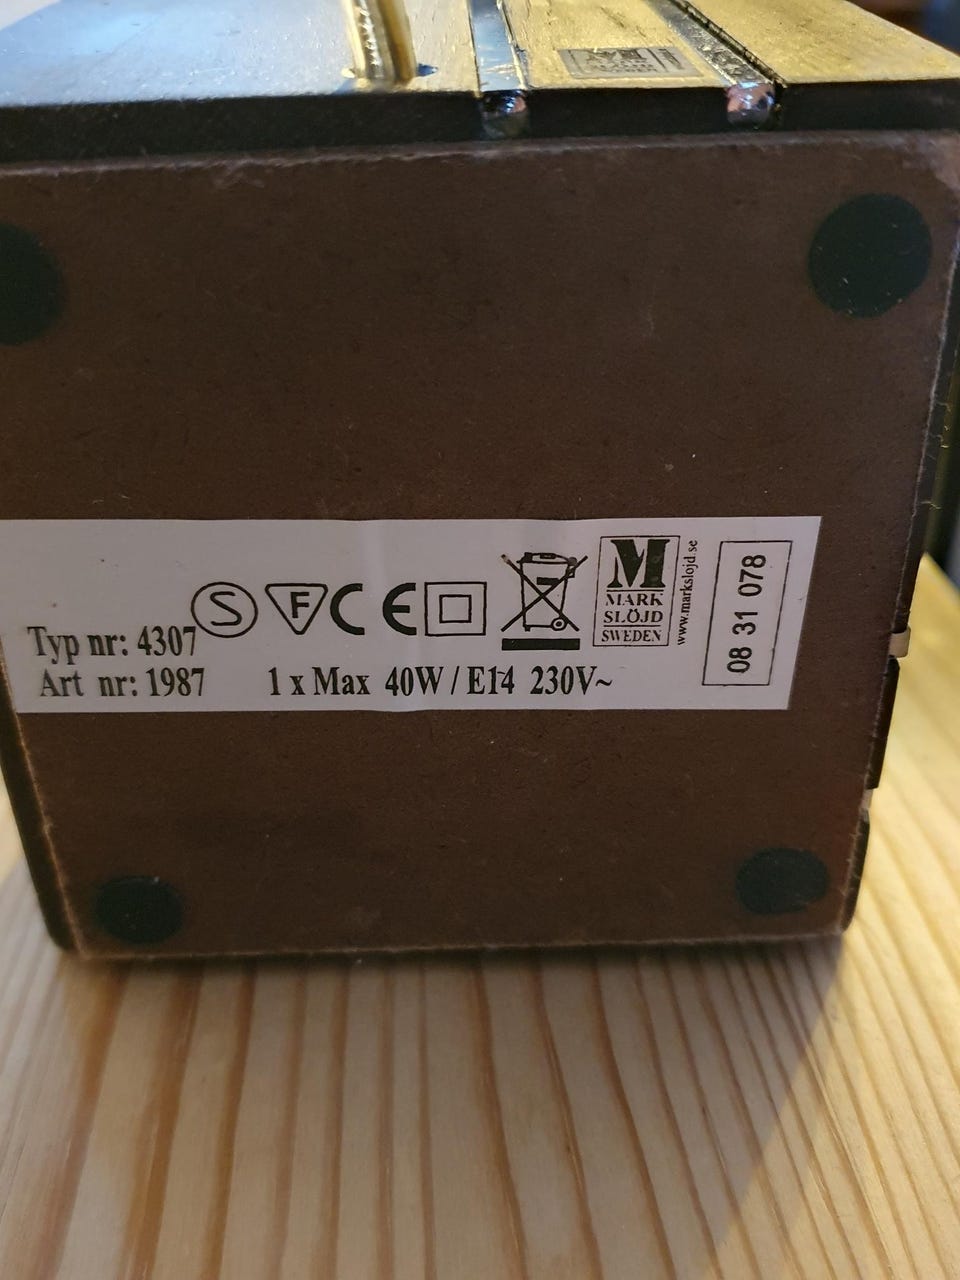 S F CE
Typ nr: 4307
Art nr: 1987
1 x Max 40W / E14 230V~
M
MARK
SLÖJD
SWEDEN
www.markslojd.se
08 31 078